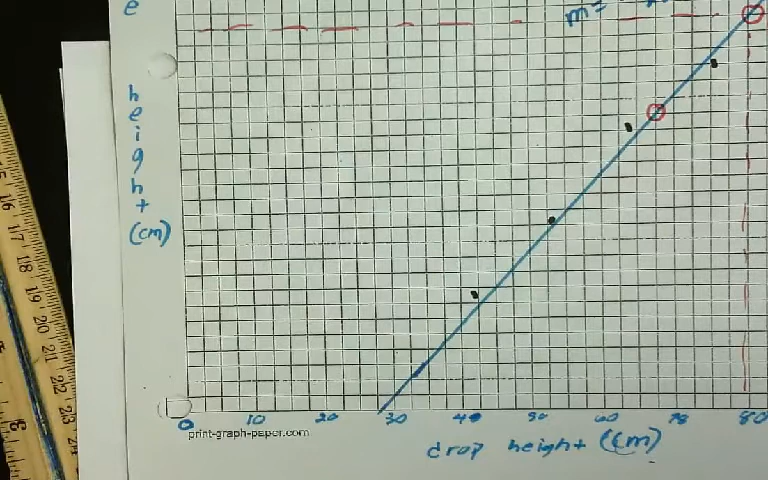 e
m=
height
(cm)
0 10 20 30 40 50 60 70 80
print-graph-paper.com
drop height (cm)
16
17
18
19
20
21
22
23